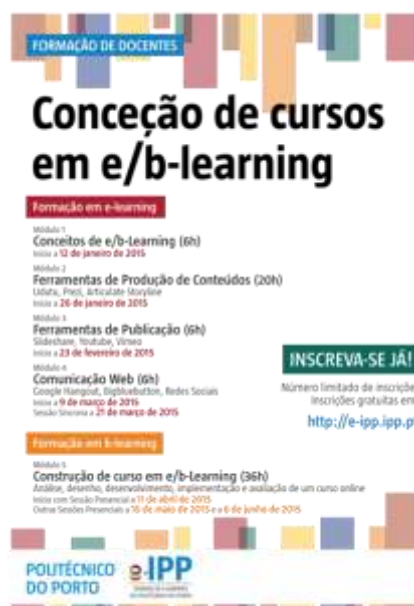 FORMAÇÃO DE DOCENTES
Conceção de cursos
em e/b-learning
Formação em e-learning
Módulo 1
Conceitos de e/b-Learning (6h)
Início a 12 de janeiro de 2015
Módulo 2
Ferramentas de Produção de Conteúdos (20h)
Udutu, Prezi, Articulate Storyline
Início a 26 de janeiro de 2015
Módulo 3
Ferramentas de Publicação (6h)
Slideshare, Youtube, Vimeo
Início a 23 de fevereiro de 2015
Módulo 4
Comunicação Web (6h)
Google Hangout, Bigbluebutton, Redes Sociais
Início a 9 de março de 2015
Sessão Síncrona a 21 de março de 2015
INSCREVA-SE JÁ!
Número limitado de inscriçõe
Inscrições gratuitas em
http://e-ipp.ipp.p
Formação em b-learning
Módulo 5
Construção de curso em e/b-Learning (36h)
Análise, desenho, desenvolvimento, implementação e avaliação de um curso online
Início com Sessão Presencial a 11 de abril de 2015
Outras Sessões Presenciais a 16 de maio de 2015 e a 6 de junho de 2015
POLITÉCNICO
DO PORTO
e-IPP